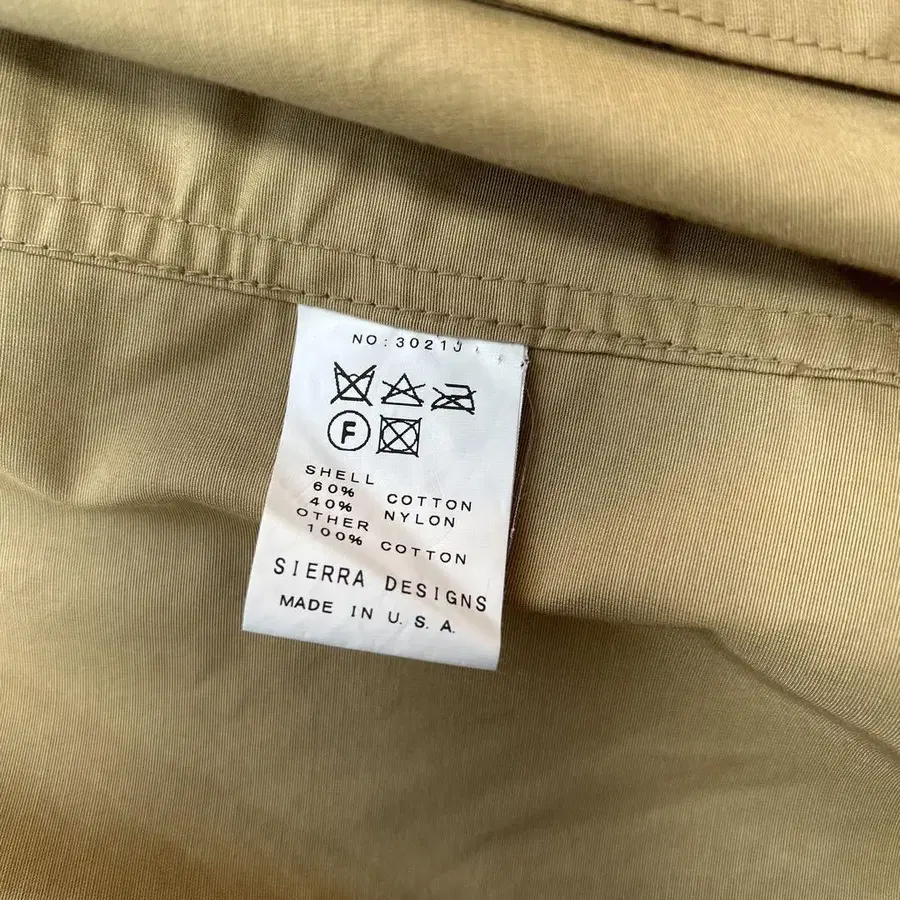 NO:3021J
F
SHELL
60% COTTON
40% NYLON
OTHER
100% COTTON
SIERRA DESIGNS
MADE IN U.S.A.